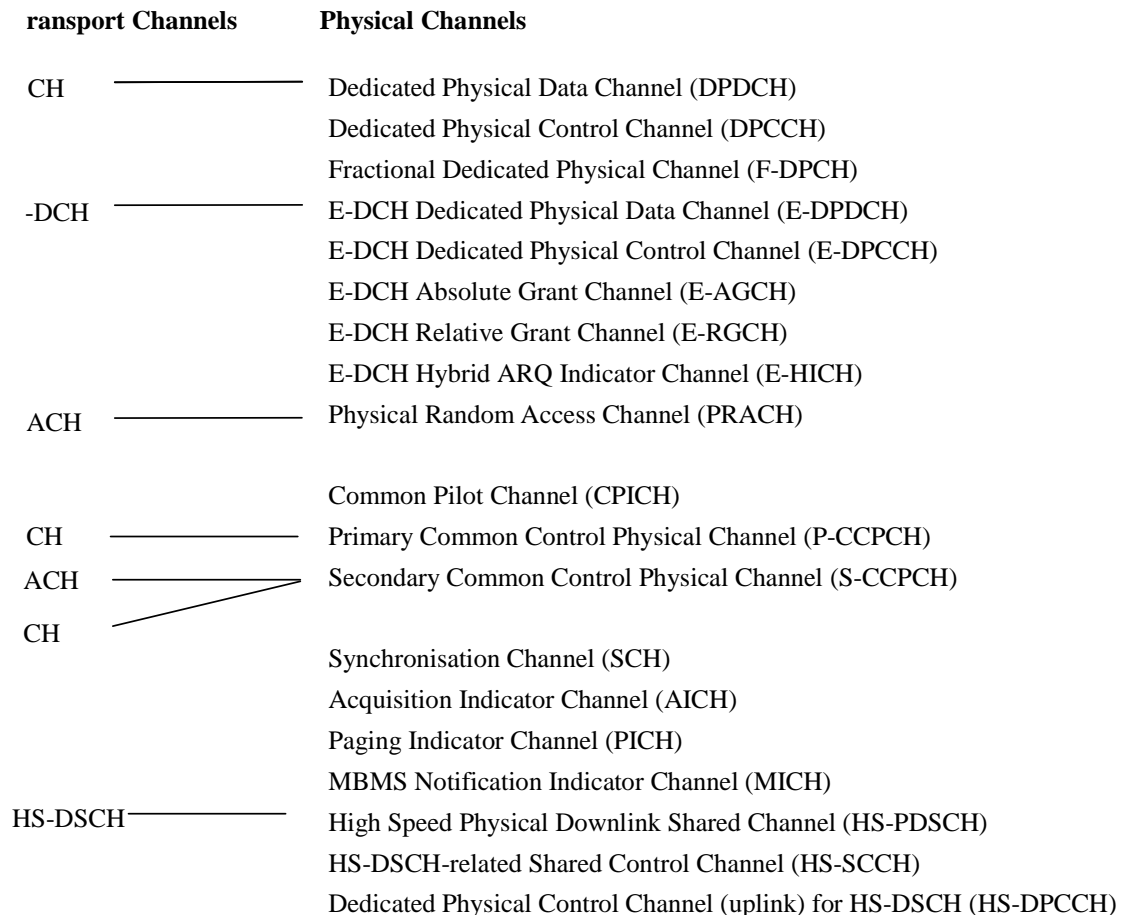 ransport Channels Physical Channels
CH Dedicated Physical Data Channel (DPDCH)
Dedicated Physical Control Channel (DPCCH)
Fractional Dedicated Physical Channel (F-DPCH)
-DCH E-DCH Dedicated Physical Data Channel (E-DPDCH)
E-DCH Dedicated Physical Control Channel (E-DPCCH)
E-DCH Absolute Grant Channel (E-AGCH)
E-DCH Relative Grant Channel (E-RGCH)
E-DCH Hybrid ARQ Indicator Channel (E-HICH)
ACH Physical Random Access Channel (PRACH)
Common Pilot Channel (CPICH)
CH Primary Common Control Physical Channel (P-CCPCH)
ACH Secondary Common Control Physical Channel (S-CCPCH)
CH
Synchronisation Channel (SCH)
Acquisition Indicator Channel (AICH)
Paging Indicator Channel (PICH)
MBMS Notification Indicator Channel (MICH)
HS-DSCH High Speed Physical Downlink Shared Channel (HS-PDSCH)
HS-DSCH-related Shared Control Channel (HS-SCCH)
Dedicated Physical Control Channel (uplink) for HS-DSCH (HS-DPCCH)